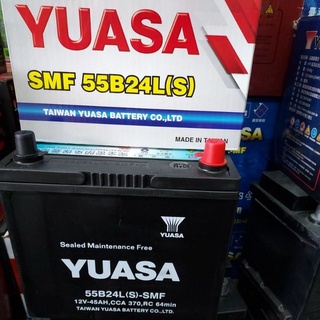 YUASA
SMF 55B24L(S)
TAIWAN YUASA BATTERY CO.,LTD
MADE IN TAIWAN
YUASA
Sealed Maintenance Free
YUASA
55B24L(S)-SMF
12V-45AH,CCA 370,RC 64min
TAIWAN YUASA BATTERY CO.,LTD
YUASA